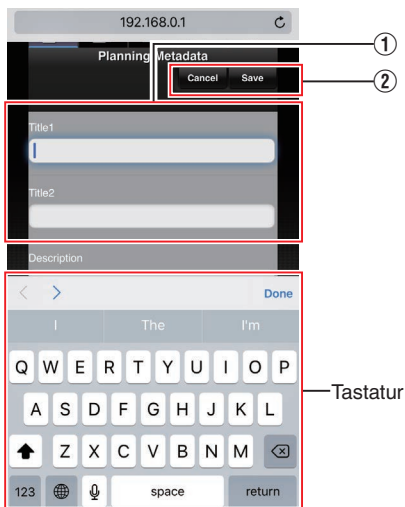 192.168.0.1
①
Planning Metadata
Cancel Save
②
Title1
Title2
Description
Done
I The I'm
Q W E R T Y U I O P
Tastatur
A S D F G H J K L
Z X C V B N M
123 space return